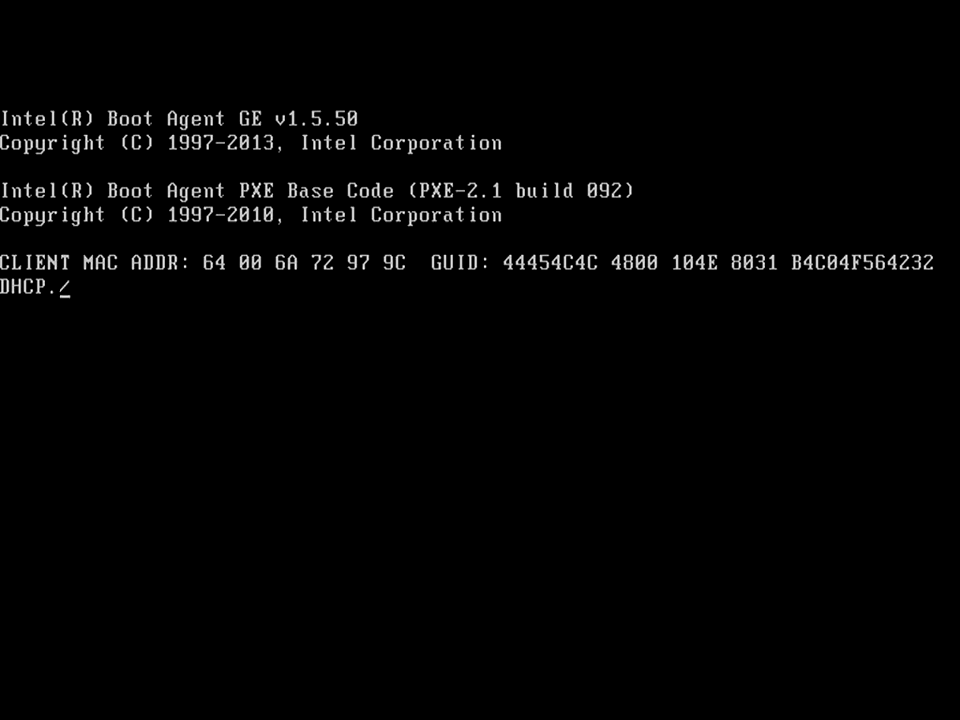 Intel(R) Boot Agent GE v1.5.50
Copyright (C) 1997-2013, Intel Corporation
Intel(R) Boot Agent PXE Base Code (PXE-2.1 build 092)
Copyright (C) 1997-2010, Intel Corporation
CLIENT MAC ADDR: 64 00 6A 72 97 9C  GUID: 44454C4C 4800 104E 8031 B4C04F564232
DHCP./